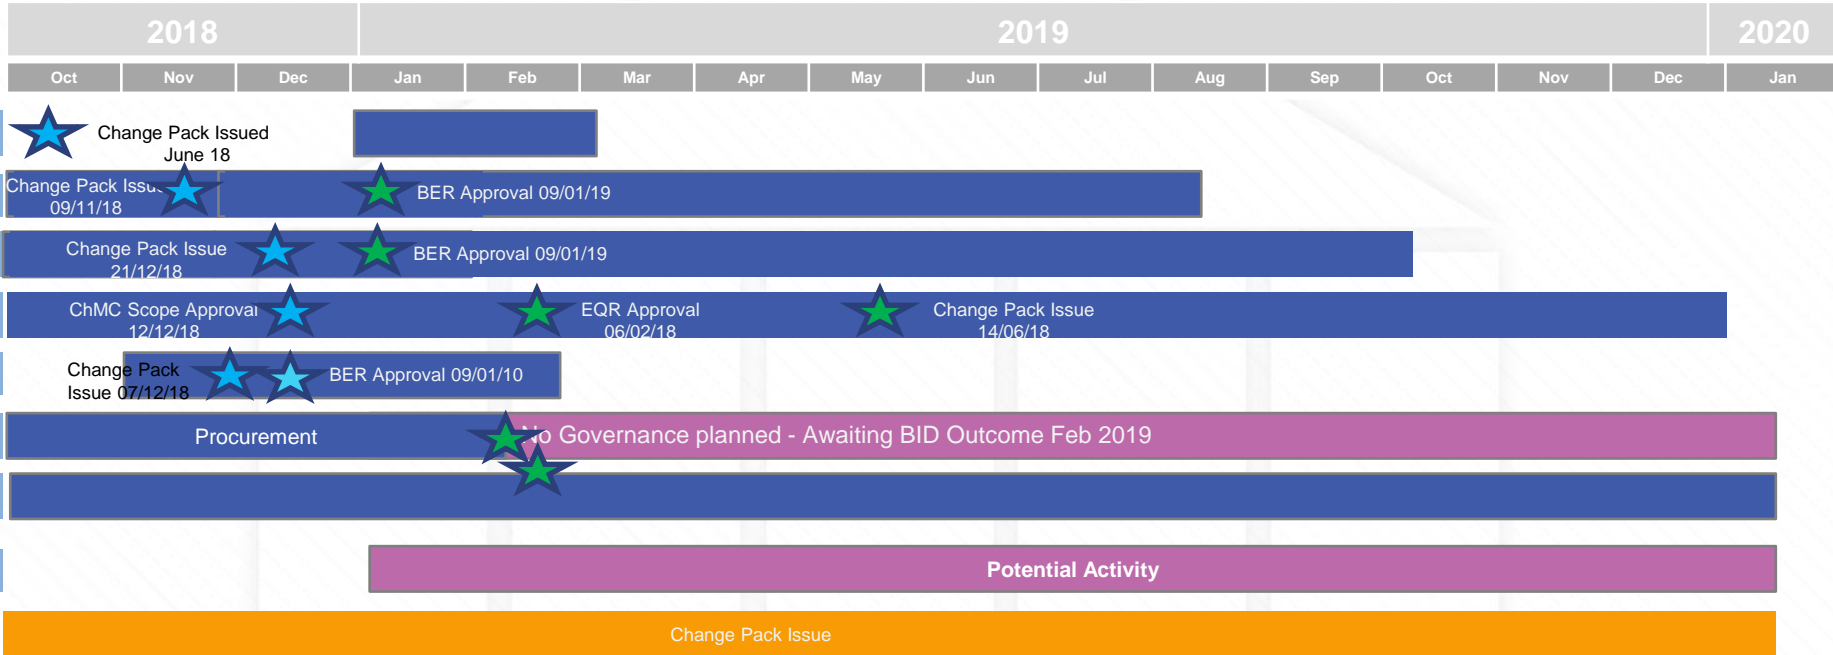 2018 2019 2020
Oct Nov Dec Jan Feb Mar Apr May Jun Jul Aug Sep Oct Nov Dec Jan
Change Pack Issued
June 18
Change Pack Issue
09/11/18
BER Approval 09/01/19
Change Pack Issue
21/12/18
BER Approval 09/01/19
ChMC Scope Approval
12/12/18
EQR Approval
06/02/18
Change Pack Issue
14/06/18
Change Pack
Issue 07/12/18
BER Approval 09/01/10
Procurement
No Governance planned - Awaiting BID Outcome Feb 2019
Potential Activity
Change Pack Issue